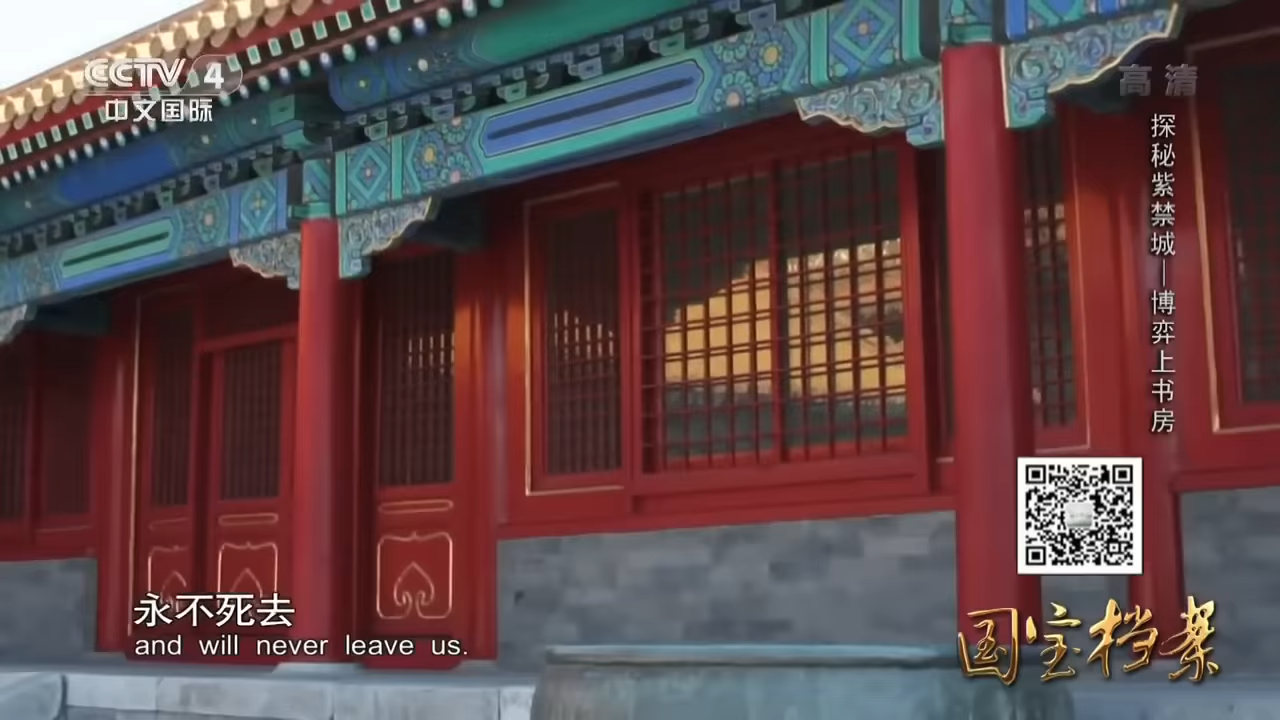 CCTV 4
中文国际
高清
探秘紫禁城—博弈上书房
永不死去
and will never leave us.
国宝档案